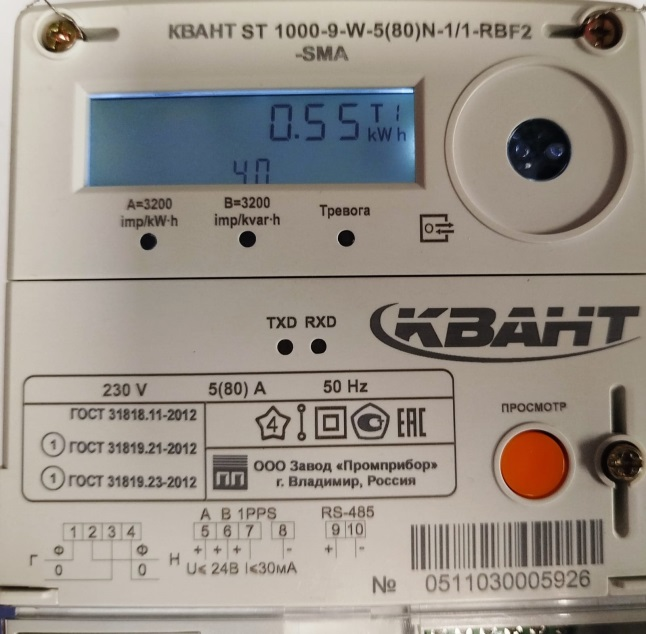 КВАНТ ST 1000-9-W-5(80)N-1/1-RBF2
-SMA
0.55 T1
kWh
40
A=3200
imp/kW·h
B=3200
imp/kvar·h
Тревога
TXD RXD
КВАНТ
230 V 5(80) A 50 Hz
ГОСТ 31818.11-2012
1 ГОСТ 31819.21-2012
1 ГОСТ 31819.23-2012
4 EAC
ПП ООО Завод «Промприбор»
г. Владимир, Россия
ПРОСМОТР
A B 1PPS RS-485
1 2 3 4 5 6 7 8 9 10
Г Ф 0 Ф 0 Н + + + - + -
U≤ 24В I≤30мА
№ 0511030005926